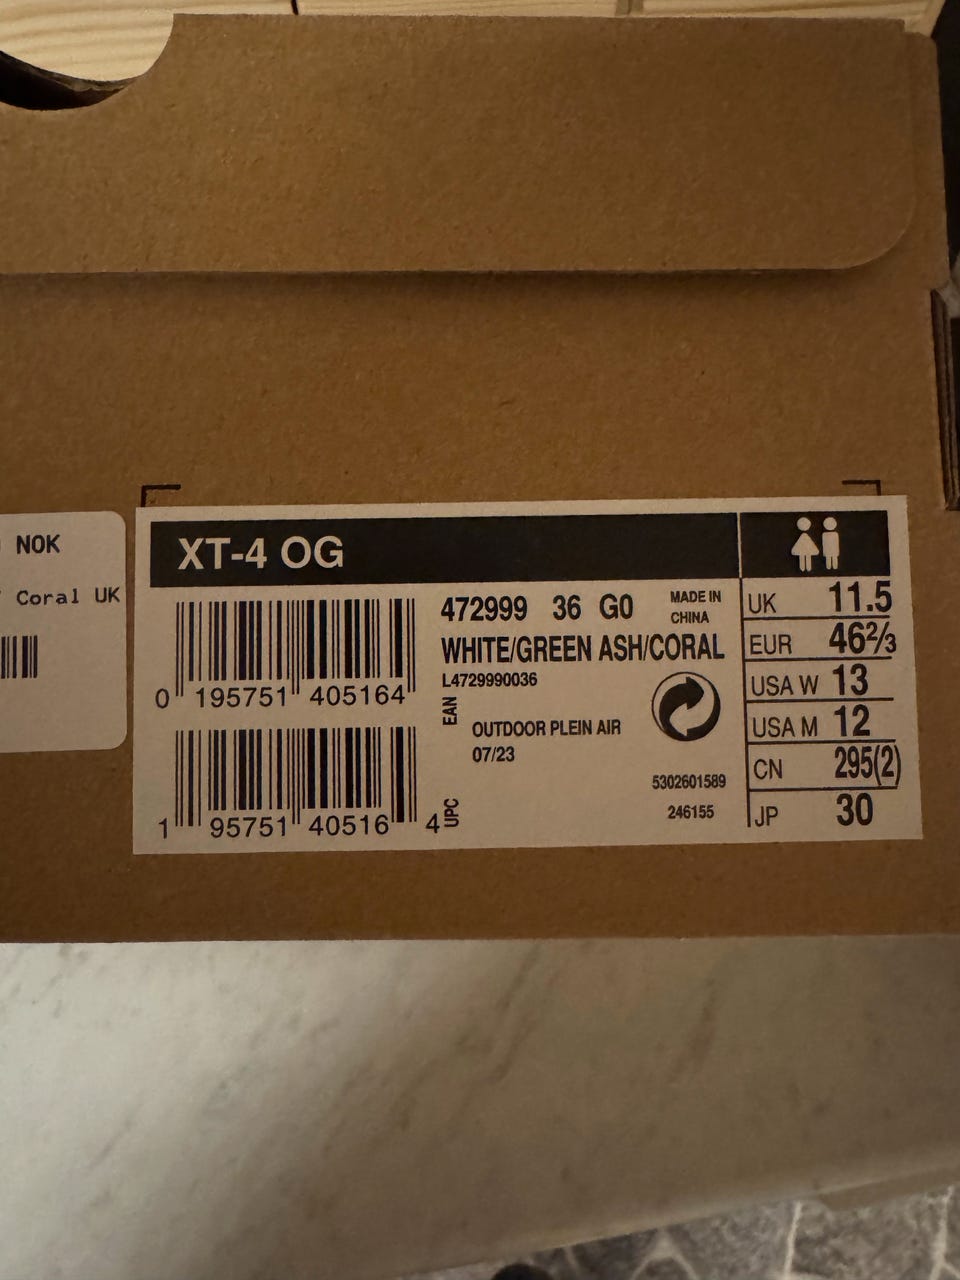 NOK
Coral UK
XT-4 OG
472999 36 G0 MADE IN CHINA
WHITE/GREEN ASH/CORAL
L4729990036
0 195751 405164 EAN
OUTDOOR PLEIN AIR
07/23
5302601589
246155
1 95751 40516 4 UPC
UK 11.5
EUR 46⅔
USA W 13
USA M 12
CN 295(2)
JP 30